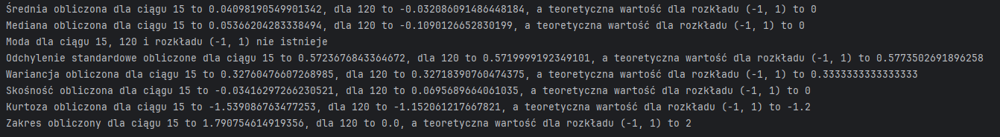 Średnia obliczona dla ciągu 15 to 0.04098190549901342, dla 120 to -0.032086091486448184, a teoretyczna wartość dla rozkładu (-1, 1) to 0
Mediana obliczona dla ciągu 15 to 0.05366204283338494, dla 120 to -0.1090126652830199, a teoretyczna wartość dla rozkładu (-1, 1) to 0
Moda dla ciągu 15, 120 i rozkładu (-1, 1) nie istnieje
Odchylenie standardowe obliczone dla ciągu 15 to 0.5723676843364672, dla 120 to 0.5719999192349101, a teoretyczna wartość dla rozkładu (-1, 1) to 0.5773502691896258
Wariancja obliczona dla ciągu 15 to 0.32760476607268985, dla 120 to 0.32718390760474375, a teoretyczna wartość dla rozkładu (-1, 1) to 0.3333333333333333
Skośność obliczona dla ciągu 15 to -0.03416297266230521, dla 120 to 0.0695689664061035, a teoretyczna wartość dla rozkładu (-1, 1) to 0
Kurtoza obliczona dla ciągu 15 to -1.539086763477253, dla 120 to -1.152061217667821, a teoretyczna wartość dla rozkładu (-1, 1) to -1.2
Zakres obliczony dla ciągu 15 to 1.790754614919356, dla 120 to 0.0, a teoretyczna wartość dla rozkładu (-1, 1) to 2